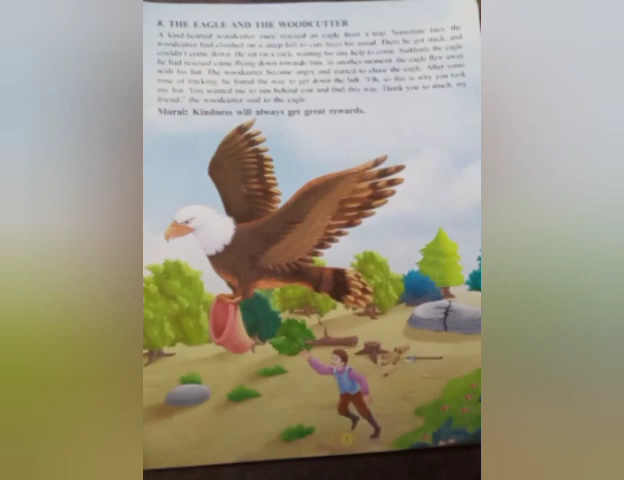 8. THE EAGLE AND THE WOODCUTTER
A kind-hearted woodcutter once rescued an eagle from a trap. Sometime later, the
woodcutter had climbed on a steep hill to cut trees for wood. There he got stuck, and
couldn't come down. He sat on a rock, waiting for any help to come. Suddenly the eagle
he had rescued came flying down towards him. In another moment, the eagle flew away
with his hat. The woodcutter became angry and started to chase the eagle. After some
time of tracking, he found the way to get down the hill. "Oh, so this is why you took
my hat. You wanted me to run behind you and find this way. Thank you so much, my
friend," the woodcutter said to the eagle.
Moral: Kindness will always get great rewards.